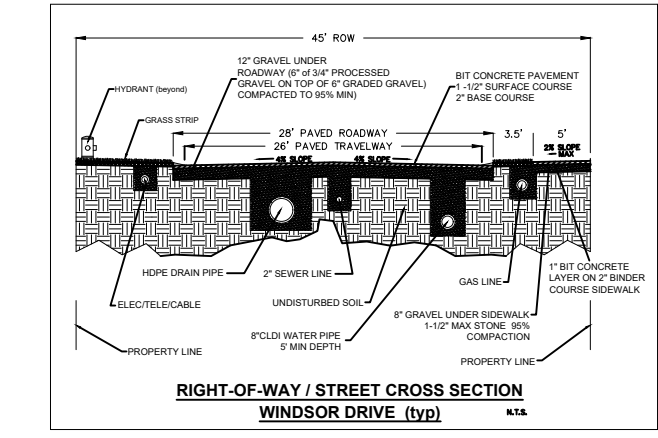 45' ROW
12" GRAVEL UNDER
ROADWAY (6" of 3/4" PROCESSED
GRAVEL ON TOP OF 6" GRADED GRAVEL)
COMPACTED TO 95% MIN)
BIT CONCRETE PAVEMENT
1 -1/2" SURFACE COURSE
2" BASE COURSE
HYDRANT (beyond)
GRASS STRIP
28' PAVED ROADWAY
3.5'
5'
26' PAVED TRAVELWAY
2% SLOPE
MAX
4% SLOPE
4% SLOPE
HDPE DRAIN PIPE
2" SEWER LINE
GAS LINE
1" BIT CONCRETE
LAYER ON 2" BINDER
COURSE SIDEWALK
ELEC/TELE/CABLE
UNDISTURBED SOIL
8" GRAVEL UNDER SIDEWALK
1-1/2" MAX STONE 95%
COMPACTION
8"CLDI WATER PIPE
5' MIN DEPTH
PROPERTY LINE
PROPERTY LINE
RIGHT-OF-WAY / STREET CROSS SECTION
WINDSOR DRIVE (typ)
N.T.S.